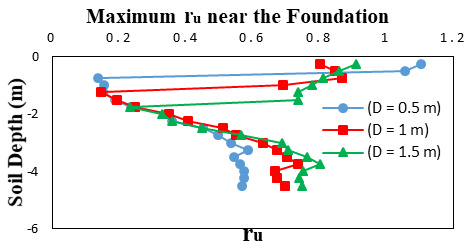 Maximum ru near the Foundation
0 0.2 0.4 0.6 0.8 1 1.2
0
-2
-4
-6
Soil Depth (m)
(D = 0.5 m)
(D = 1 m)
(D = 1.5 m)
ru